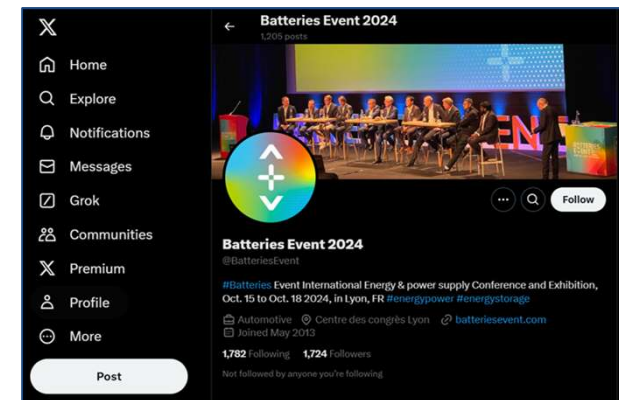 Batteries Event 2024
1,205 posts
Home
Explore
Notifications
Messages
Grok
Communities
Premium
Profile
More
Post
ENE
BATTERIES
Follow
Batteries Event 2024
@BatteriesEvent
#Batteries Event International Energy & power supply Conference and Exhibition,
Oct. 15 to Oct. 18 2024, in Lyon, FR #energypower #energystorage
Automotive Centre des congrès Lyon batteriesevent.com
Joined May 2013
1,782 Following 1,724 Followers
Not followed by anyone you're following